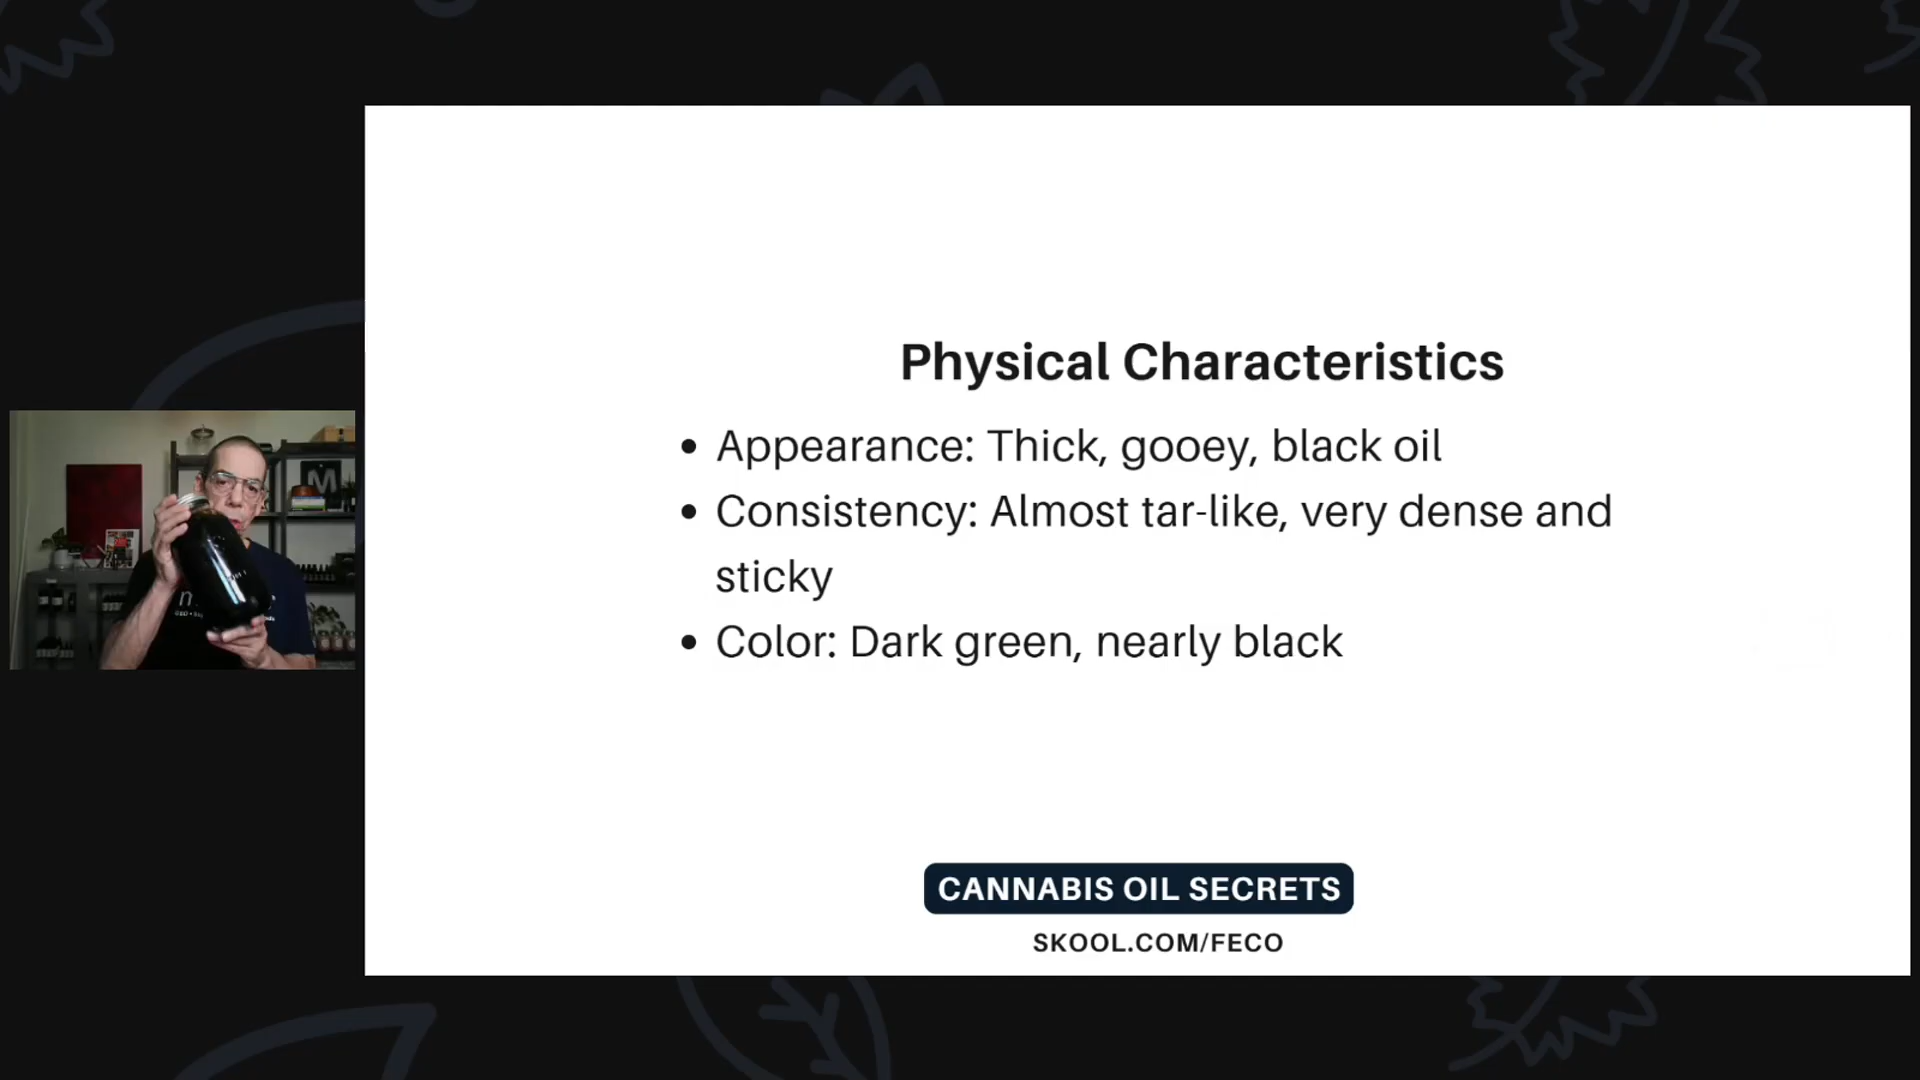 Physical Characteristics
• Appearance: Thick, gooey, black oil
• Consistency: Almost tar-like, very dense and
sticky
• Color: Dark green, nearly black
CANNABIS OIL SECRETS
SKOOL.COM/FECO
M